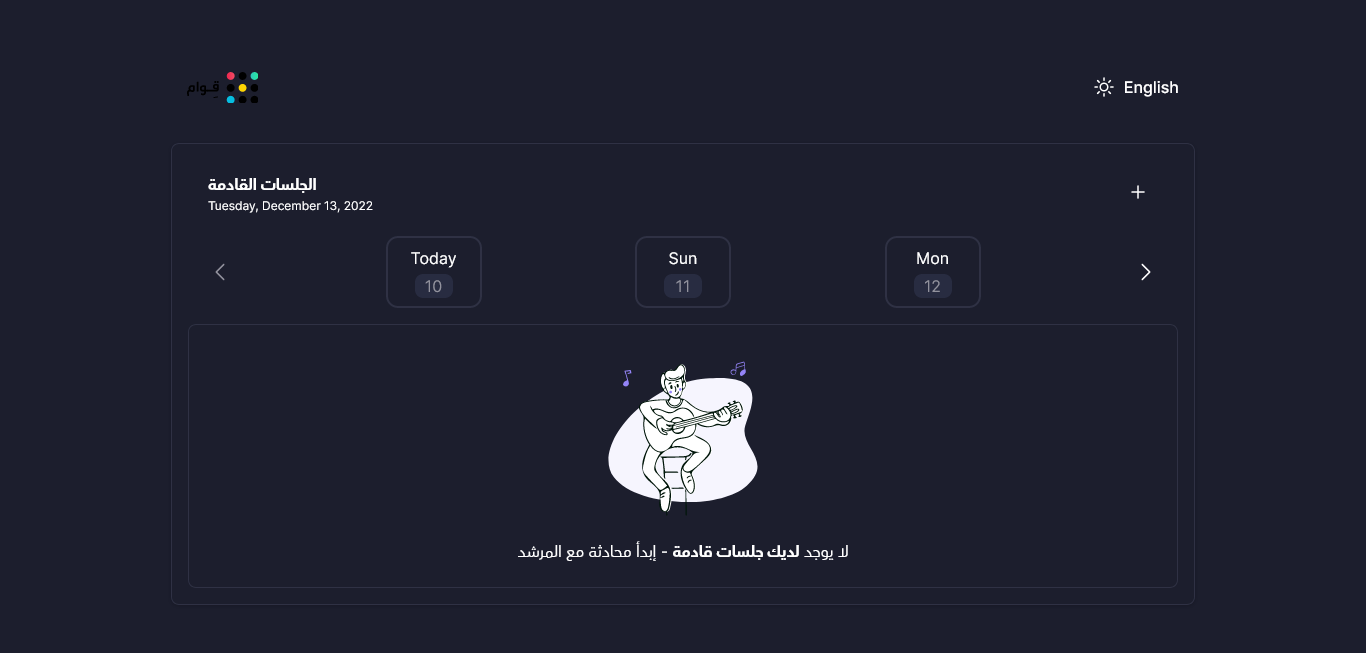 قـوام
English
الجلسات القادمة
Tuesday, December 13, 2022
Today
10
Sun
11
Mon
12
لا يوجد لديك جلسات قادمة - إبدأ محادثة مع المرشد